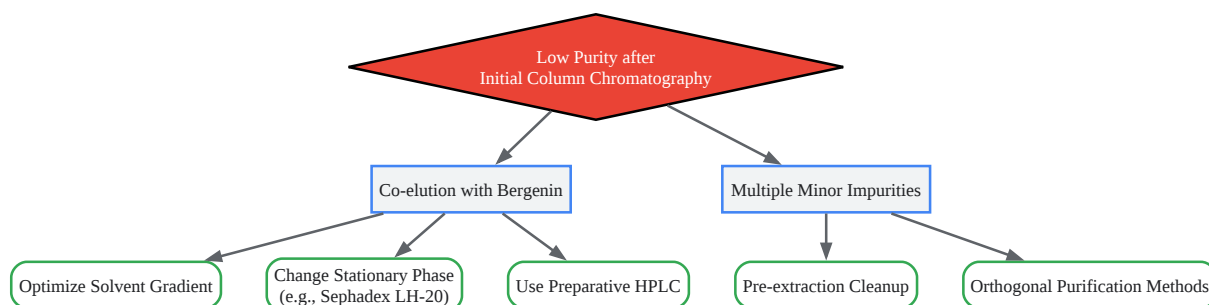 Low Purity after
Initial Column Chromatography
Co-elution with Bergenin
Multiple Minor Impurities
Optimize Solvent Gradient
Change Stationary Phase
(e.g., Sephadex LH-20)
Use Preparative HPLC
Pre-extraction Cleanup
Orthogonal Purification Methods